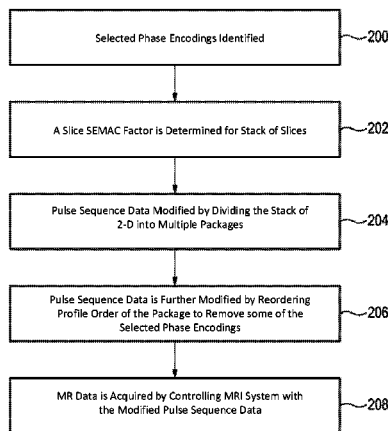 Selected Phase Encodings Identified
200
A Slice SEMAC Factor is Determined for Stack of Slices
202
Pulse Sequence Data Modified by Dividing the Stack of
2-D into Multiple Packages
204
Pulse Sequence Data is Further Modified by Reordering
Profile Order of the Package to Remove some of the
Selected Phase Encodings
206
MR Data is Acquired by Controlling MRI System with
the Modified Pulse Sequence Data
208